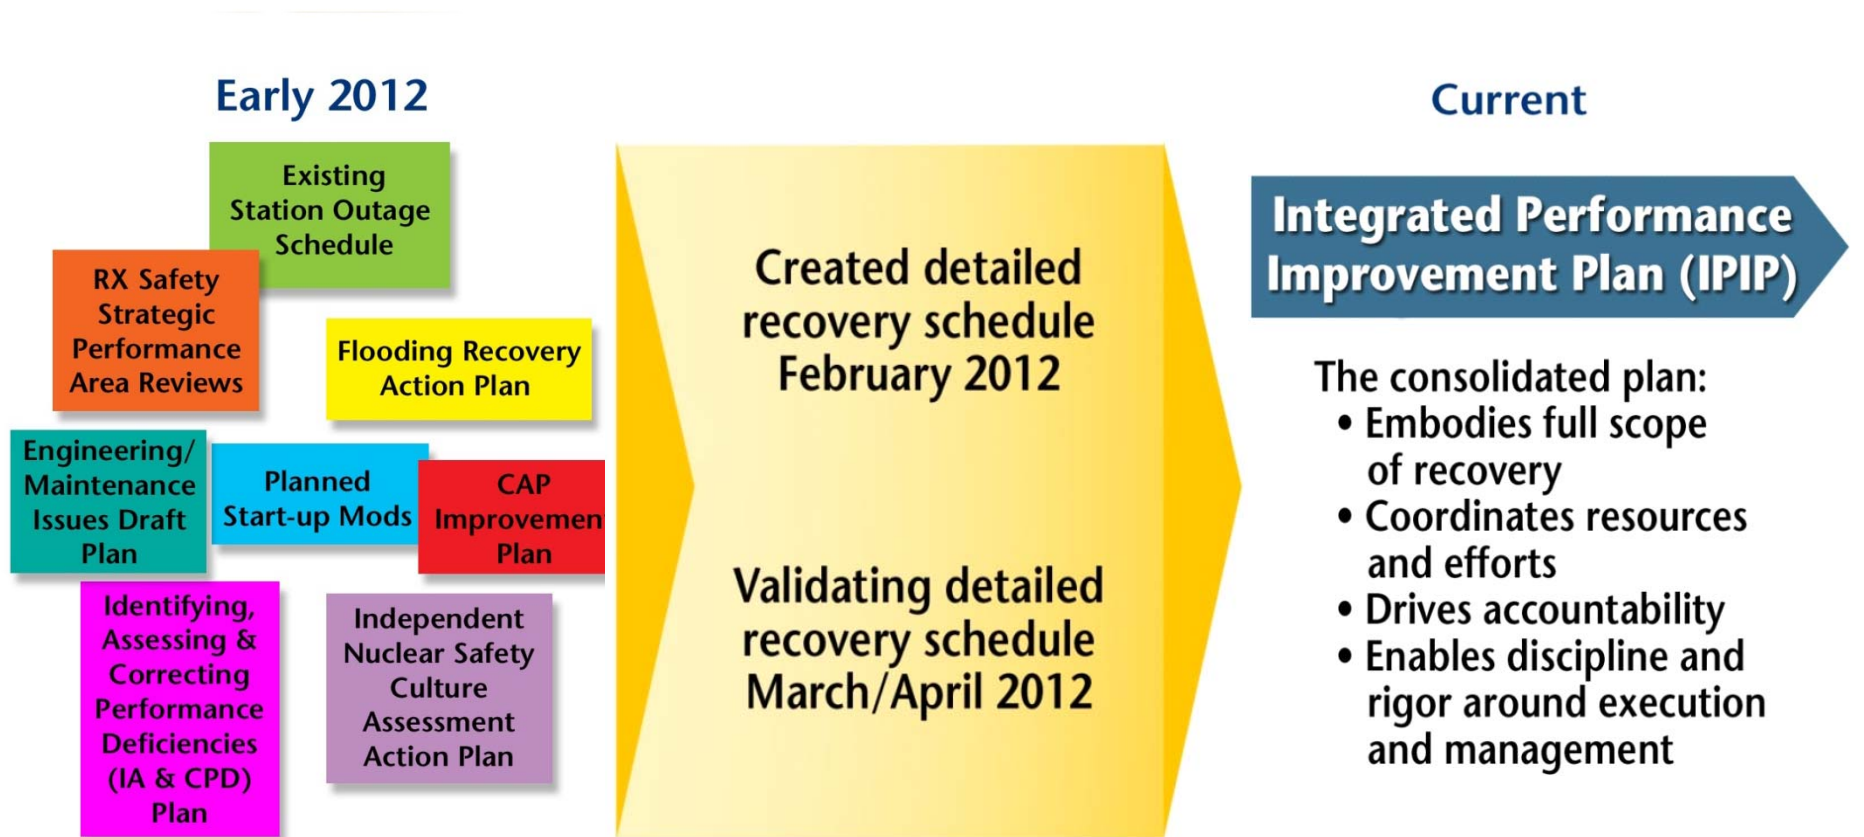 Early 2012
Existing
Station Outage
Schedule
RX Safety
Strategic
Performance
Area Reviews
Flooding Recovery
Action Plan
Engineering/
Maintenance
Issues Draft
Plan
Planned
Start-up Mods
CAP
Improvemen
Plan
Identifying,
Assessing &
Correcting
Performance
Deficiencies
(IA & CPD)
Plan
Independent
Nuclear Safety
Culture
Assessment
Action Plan
Created detailed
recovery schedule
February 2012
Validating detailed
recovery schedule
March/April 2012
Current
Integrated Performance
Improvement Plan (IPIP)
The consolidated plan:
• Embodies full scope
of recovery
• Coordinates resources
and efforts
• Drives accountability
• Enables discipline and
rigor around execution
and management